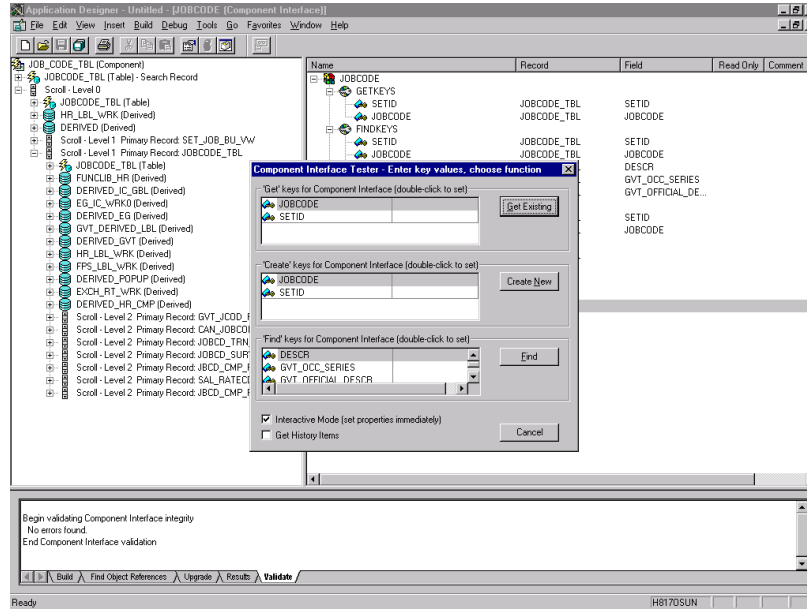 Application Designer - Untitled - [JOBCODE (Component Interface)]
File Edit View Insert Build Debug Tools Go Favorites Window Help
JOB_CODE_TBL (Component)
JOBCODE_TBL (Table) - Search Record
Scroll - Level 0
JOBCODE_TBL (Table)
HR_LBL_WRK (Derived)
DERIVED (Derived)
Scroll - Level 1 Primary Record: SET_JOB_BU_VW
Scroll - Level 1 Primary Record: JOBCODE_TBL
JOBCODE_TBL (Table)
FUNCLIB_HR (Derived)
DERIVED_IC_GBL (Derived)
EG_IC_WRK0 (Derived)
DERIVED_EG (Derived)
GVT_DERIVED_LBL (Derived)
DERIVED_GVT (Derived)
HR_LBL_WRK (Derived)
FPS_LBL_WRK (Derived)
DERIVED_POPUP (Derived)
EXCH_RT_WRK (Derived)
DERIVED_HR_CMP (Derived)
Scroll - Level 2 Primary Record: GVT_JCOD_
Scroll - Level 2 Primary Record: CAN_JOBCO
Scroll - Level 2 Primary Record: JOBCD_TRN_
Scroll - Level 2 Primary Record: JOBCD_SUR
Scroll - Level 2 Primary Record: JBCD_CMP_
Scroll - Level 2 Primary Record: SAL_RATEC
Scroll - Level 2 Primary Record: JBCD_CMP_
Name Record Field Read Only Comment
JOBCODE
GETKEYS
SETID JOBCODE_TBL SETID
JOBCODE JOBCODE_TBL JOBCODE
FINDKEYS
SETID JOBCODE_TBL SETID
JOBCODE JOBCODE_TBL JOBCODE
DESCR
GVT_OCC_SERIES
GVT_OFFICIAL_DE...
SETID
JOBCODE
Component Interface Tester - Enter key values, choose function
'Get' keys for Component Interface (double-click to set)
JOBCODE
SETID
Get Existing
'Create' keys for Component Interface (double-click to set)
JOBCODE
SETID
Create New
'Find' keys for Component Interface (double-click to set)
DESCR
GVT_OCC_SERIES
GVT_OFFICIAL_DESCR
Find
Interactive Mode (set properties immediately)
Get History Items
Cancel
Begin validating Component Interface integrity
No errors found.
End Component Interface validation
Build Find Object References Upgrade Results Validate
Ready
H8170SUN